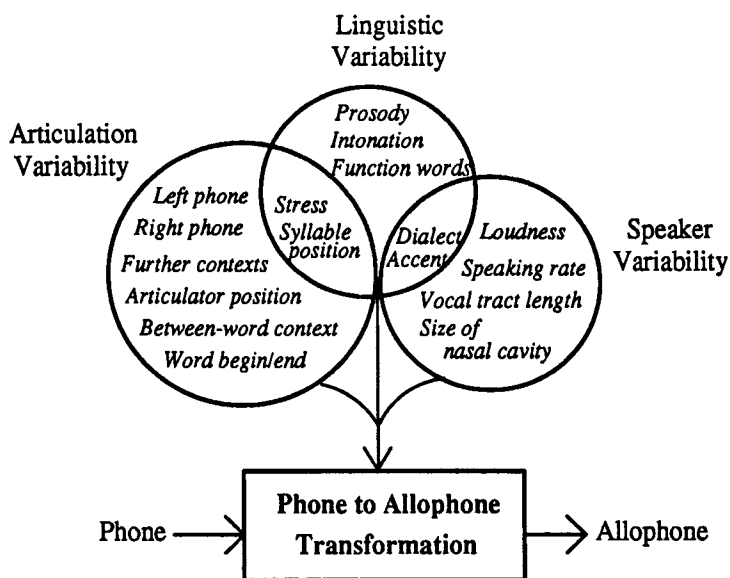 Linguistic
Variability
Articulation
Variability
Prosody
Intonation
Function words
Left phone
Right phone
Further contexts
Articulator position
Between-word context
Word begin/end
Stress
Syllable
position
Dialect
Accent
Loudness
Speaking rate
Vocal tract length
Size of
nasal cavity
Speaker
Variability
Phone
Phone to Allophone
Transformation
Allophone